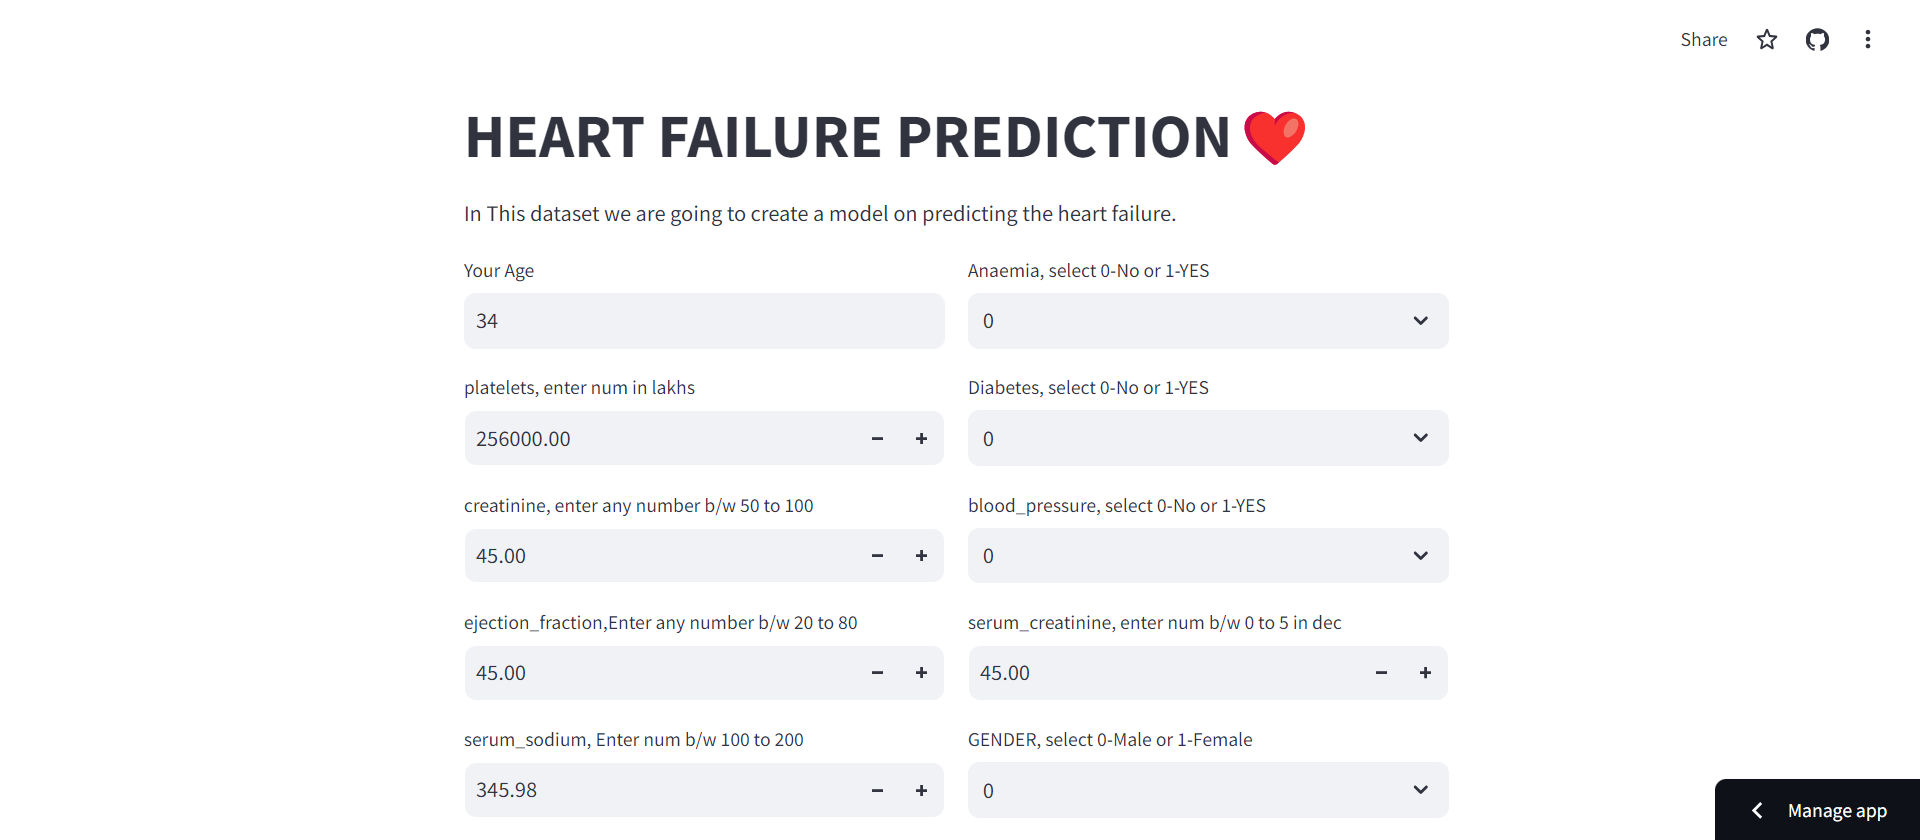 Share
HEART FAILURE PREDICTION ❤️
In This dataset we are going to create a model on predicting the heart failure.
Your Age
34
Anaemia, select 0-No or 1-YES
0
platelets, enter num in lakhs
256000.00
Diabetes, select 0-No or 1-YES
0
creatinine, enter any number b/w 50 to 100
45.00
blood_pressure, select 0-No or 1-YES
0
ejection_fraction,Enter any number b/w 20 to 80
45.00
serum_creatinine, enter num b/w 0 to 5 in dec
45.00
serum_sodium, Enter num b/w 100 to 200
345.98
GENDER, select 0-Male or 1-Female
0
Manage app